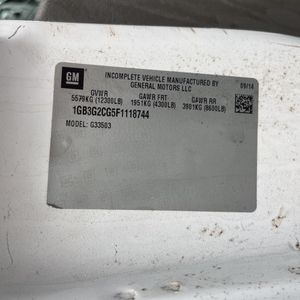 GM
INCOMPLETE VEHICLE MANUFACTURED BY
GENERAL MOTORS LLC
09/14
GVWR GAWR FRT GAWR RR
5579KG (12300LB) 1951KG (4300LB) 3901KG (8600LB)
1GB3G2CG5F1118744
MODEL: G33503